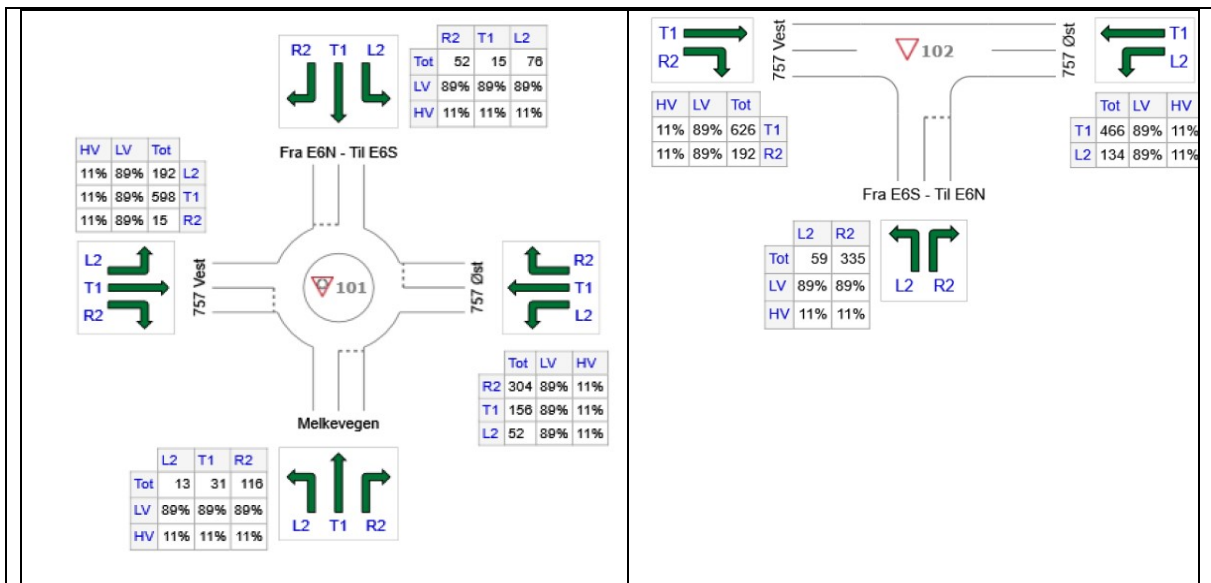 R2 T1 L2
R2 T1 L2
Tot 52 15 76
LV 89% 89% 89%
HV 11% 11% 11%
Fra E6N - Til E6S
HV LV Tot
11% 89% 192 L2
11% 89% 598 T1
11% 89% 15 R2
L2
T1
R2
757 Vest
101
757 Øst
R2
T1
L2
Tot LV HV
R2 304 89% 11%
T1 156 89% 11%
L2 52 89% 11%
Melkevegen
L2 T1 R2
Tot 13 31 116
LV 89% 89% 89%
HV 11% 11% 11%
L2 T1 R2
T1
R2
757 Vest
102
757 Øst
T1
L2
HV LV Tot
11% 89% 626 T1
11% 89% 192 R2
Tot LV HV
T1 466 89% 11%
L2 134 89% 11%
Fra E6S - Til E6N
L2 R2
Tot 59 335
LV 89% 89%
HV 11% 11%
L2 R2